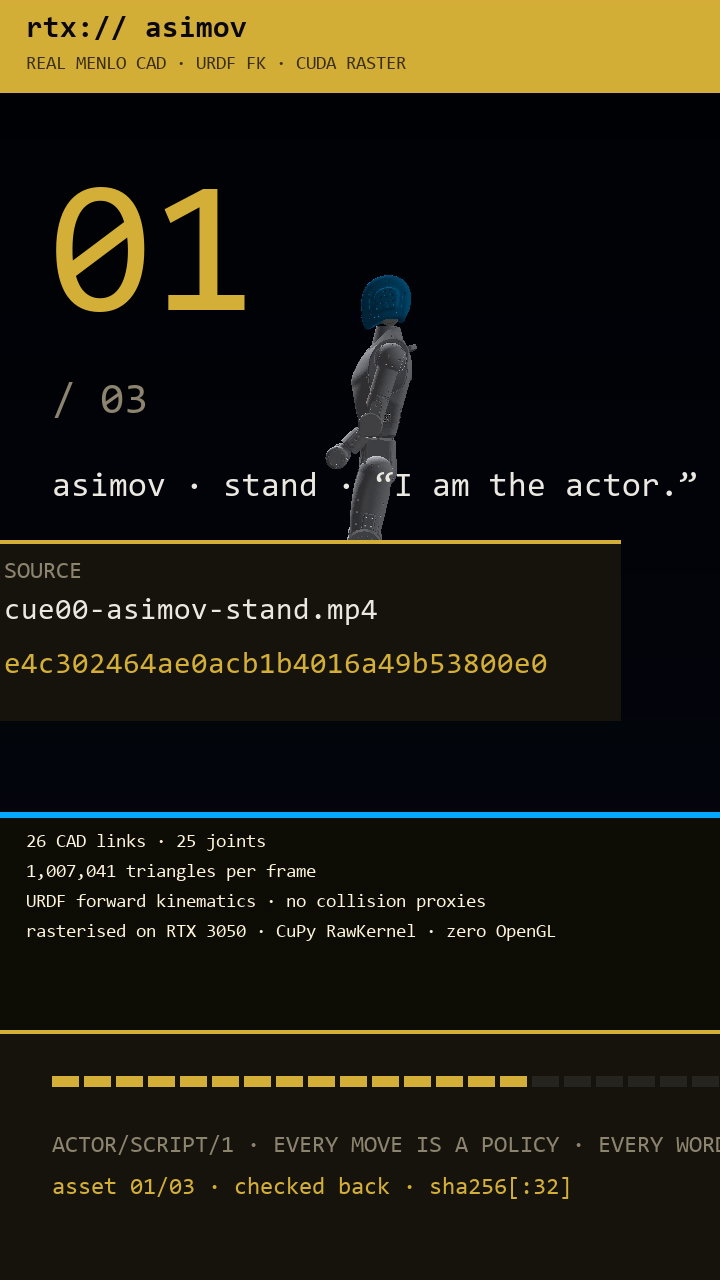 rtx:// asimov
REAL MENLO CAD · URDF FK · CUDA RASTER
01
/ 03
asimov · stand · “I am the actor.”
SOURCE
cue00-asimov-stand.mp4
e4c302464ae0acb1b4016a49b53800e0
26 CAD links · 25 joints
1,007,041 triangles per frame
URDF forward kinematics · no collision proxies
rasterised on RTX 3050 · CuPy RawKernel · zero OpenGL
ACTOR/SCRIPT/1 · EVERY MOVE IS A POLICY · EVERY WORD
asset 01/03 · checked back · sha256[:32]